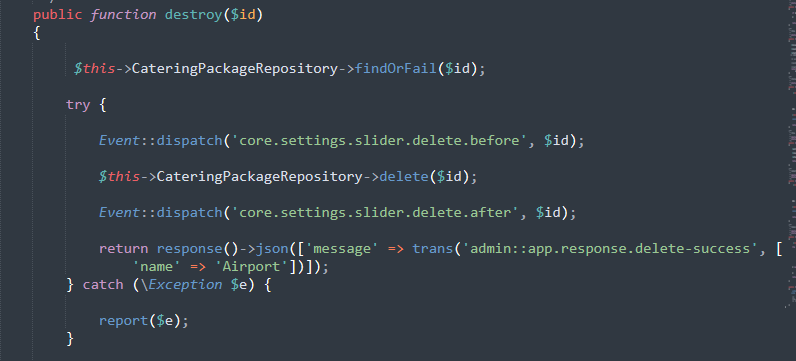 public function destroy($id)
{
$this->CateringPackageRepository->findOrFail($id);
try {
Event::dispatch('core.settings.slider.delete.before', $id);
$this->CateringPackageRepository->delete($id);
Event::dispatch('core.settings.slider.delete.after', $id);
return response()->json(['message' => trans('admin::app.response.delete-success', [
'name' => 'Airport'])]);
} catch (\Exception $e) {
report($e);
}